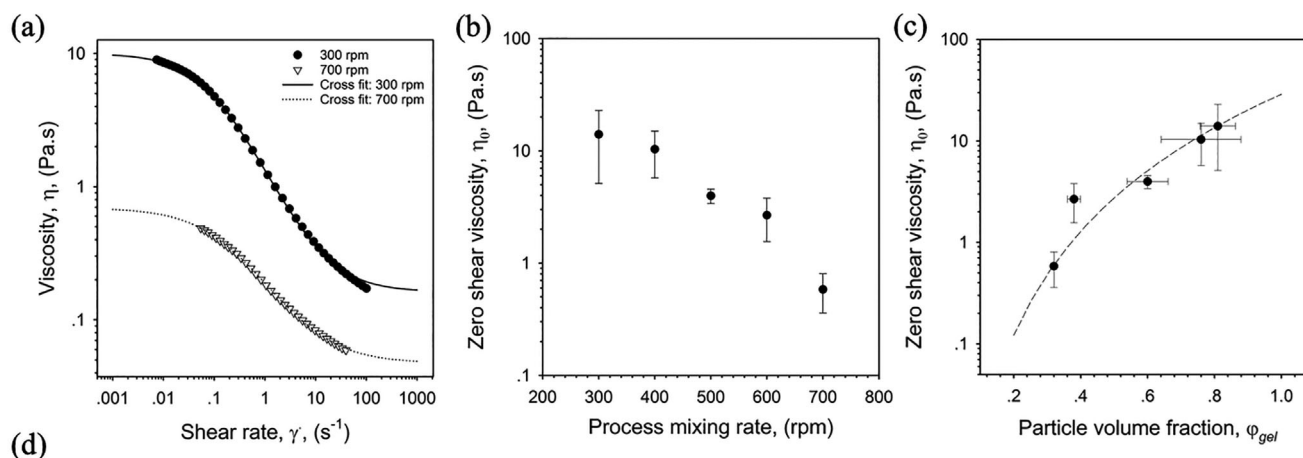 (a)
10
1
.1
.001 .01 .1 1 10 100 1000
Viscosity, η, (Pa.s)
Shear rate, γ˙, (s⁻¹)
300 rpm
700 rpm
Cross fit: 300 rpm
Cross fit: 700 rpm
(b)
100
10
1
.1
200 300 400 500 600 700 800
Zero shear viscosity, η₀, (Pa.s)
Process mixing rate, (rpm)
(c)
100
10
1
.1
.2 .4 .6 .8 1.0
Zero shear viscosity, η₀, (Pa.s)
Particle volume fraction, φgel
(d)